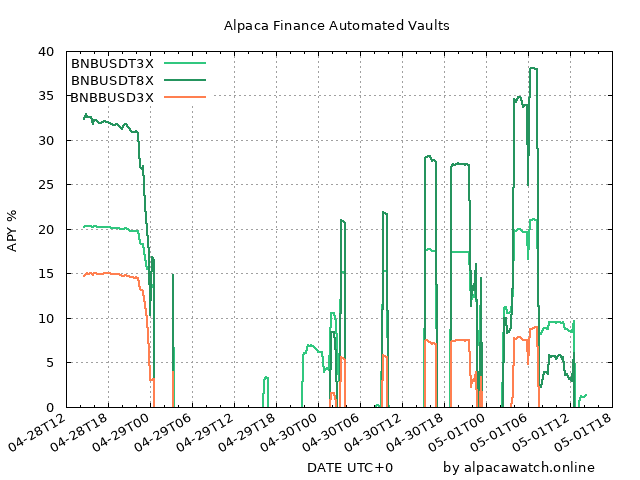 Alpaca Finance Automated Vaults
BNBUSDT3X
BNBUSDT8X
BNBBUSD3X
APY %
40
35
30
25
20
15
10
5
0
04-28T12
04-28T18
04-29T00
04-29T06
04-29T12
04-29T18
04-30T00
04-30T06
04-30T12
04-30T18
05-01T00
05-01T06
05-01T12
05-01T18
DATE UTC+0
by alpacawatch.online